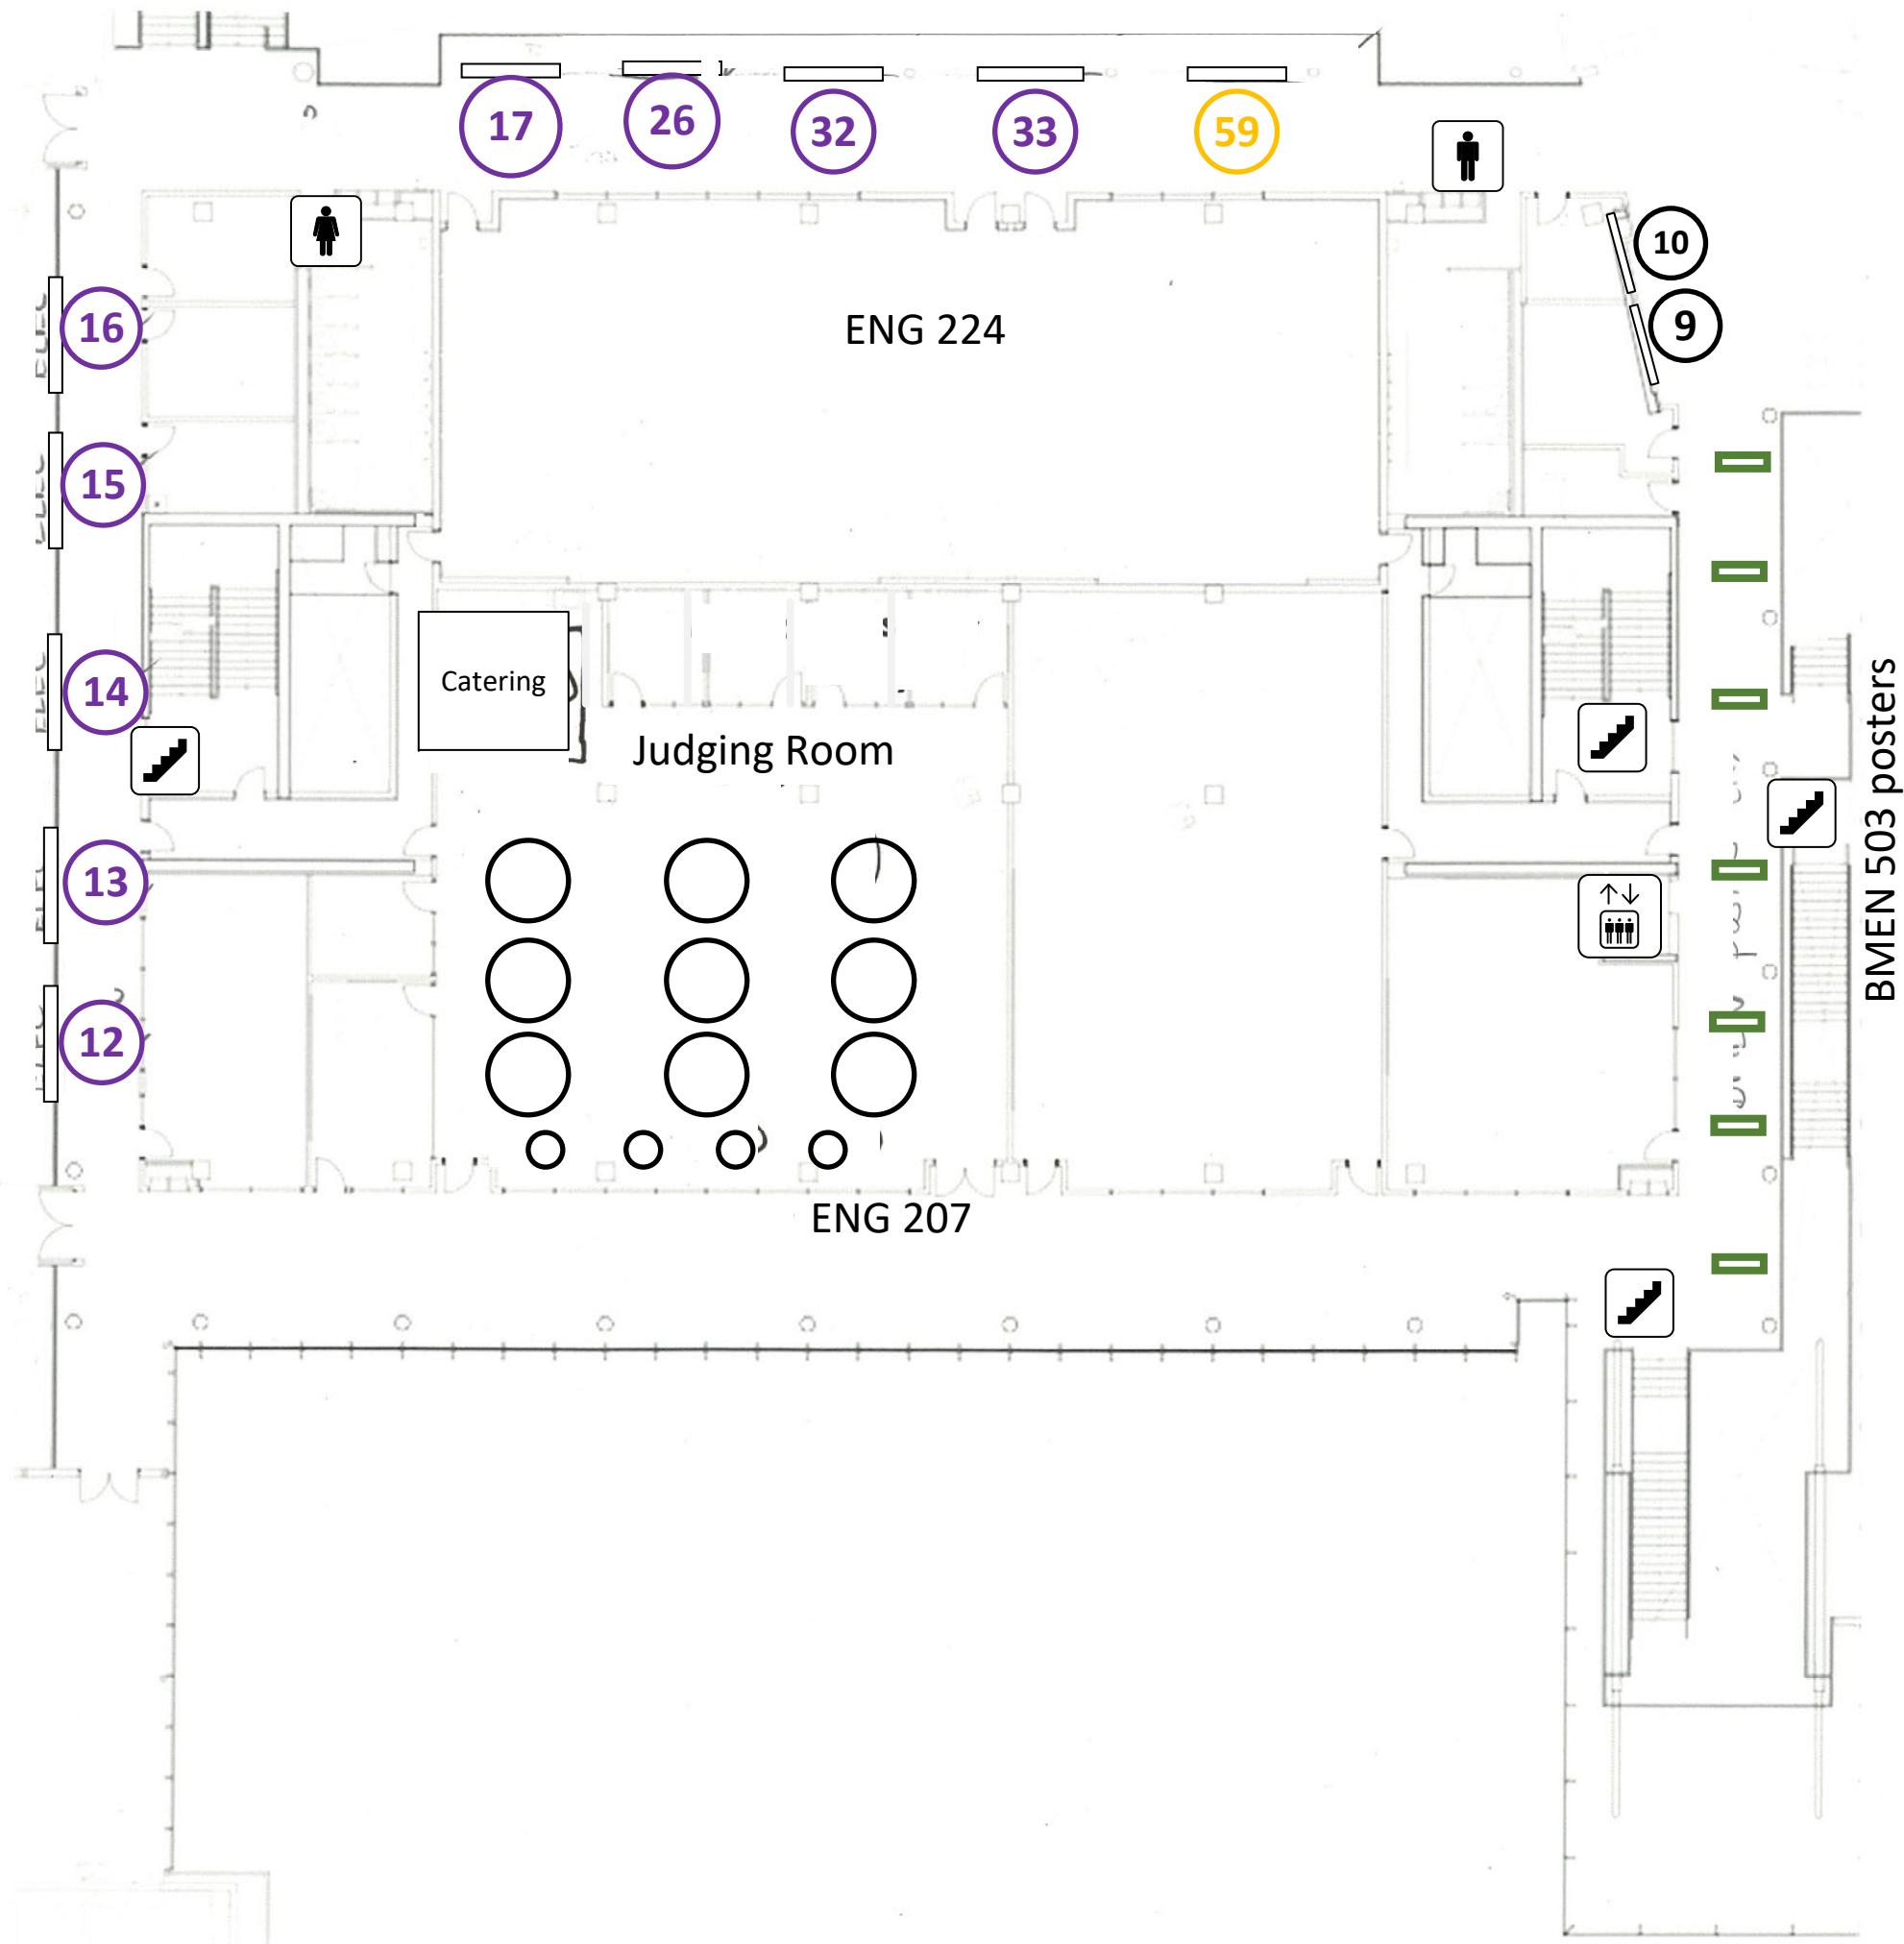 17
26
32
33
59
10
9
16
ENG 224
15
14
Catering
Judging Room
BMEN 503 posters
13
12
ENG 207